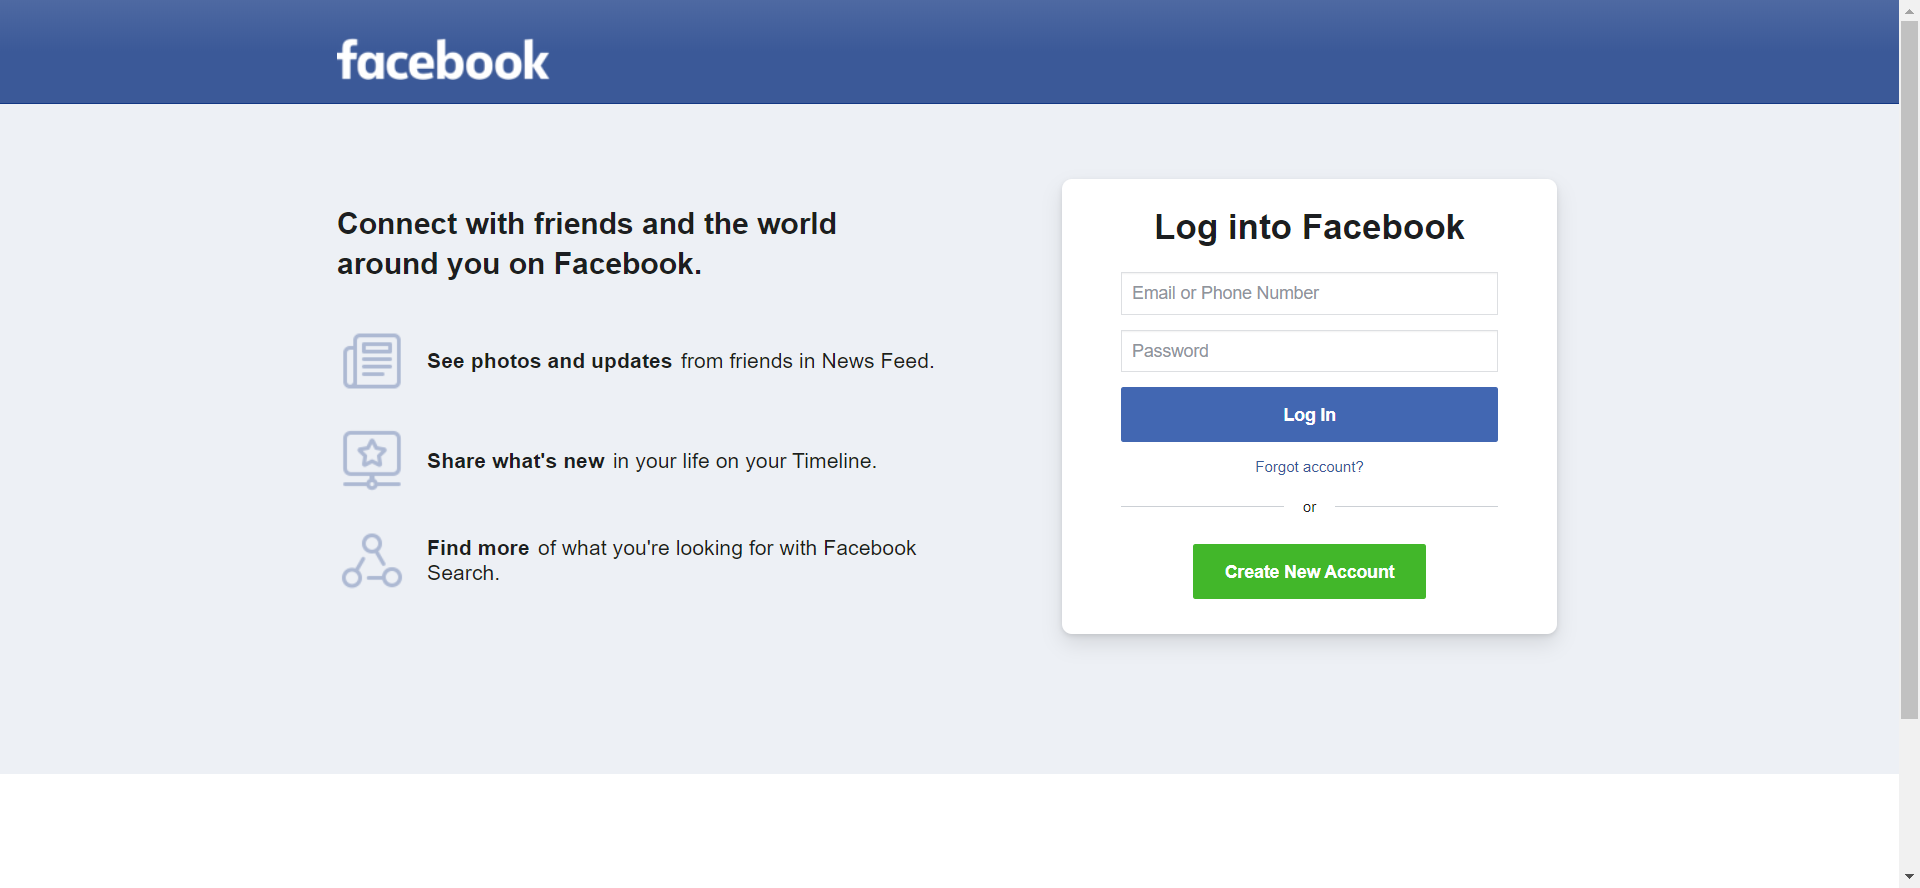 facebook
Connect with friends and the world
around you on Facebook.
See photos and updates from friends in News Feed.
Share what's new in your life on your Timeline.
Find more of what you're looking for with Facebook
Search.
Log into Facebook
Email or Phone Number
Password
Log In
Forgot account?
or
Create New Account